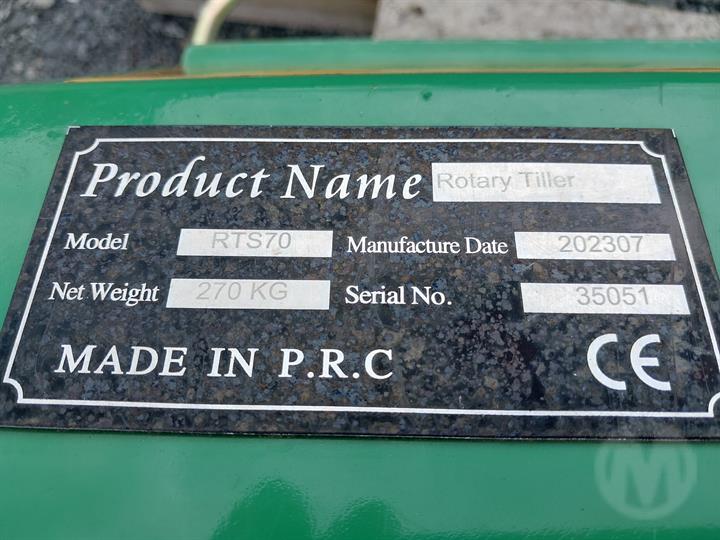 Product Name Rotary Tiller
Model RTS70 Manufacture Date 202307
Net Weight 270 KG Serial No. 35051
MADE IN P.R.C CE
M